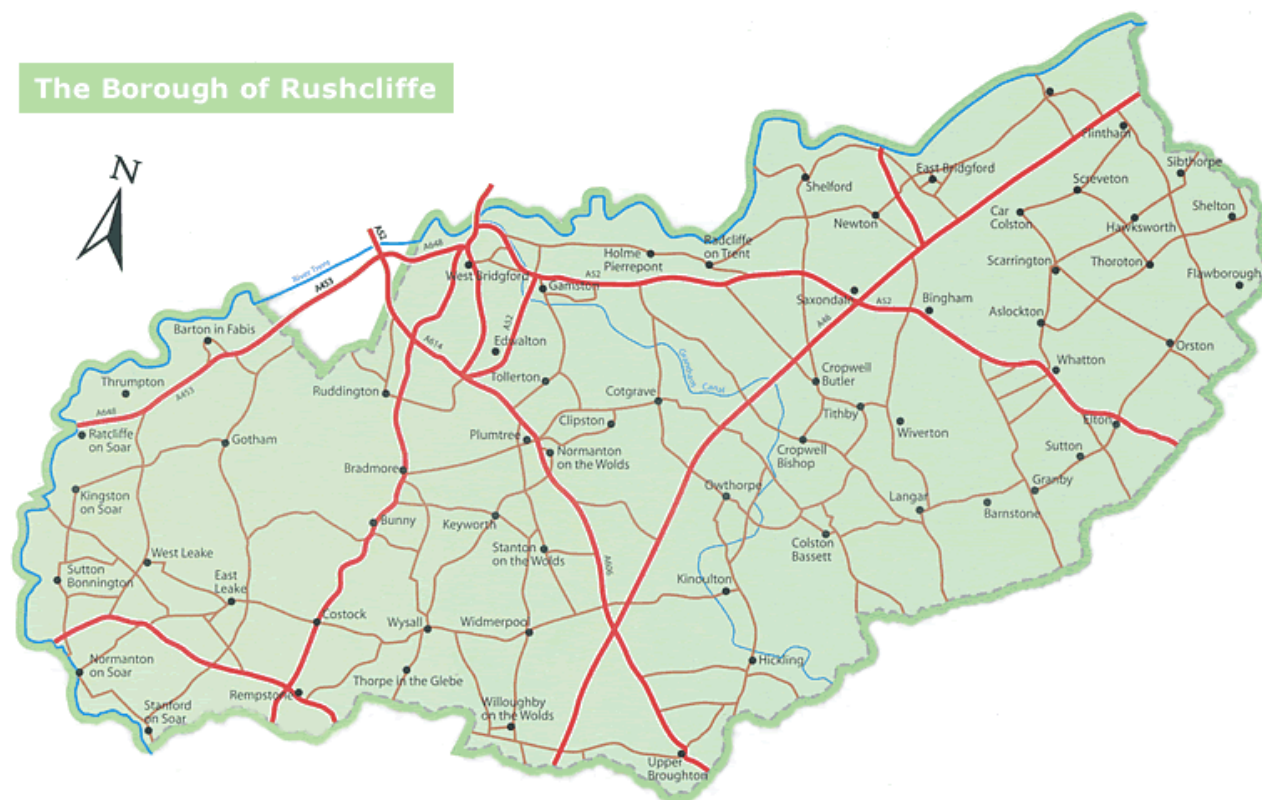 The Borough of Rushcliffe
N
River Trent
A52
A648
A453
Barton in Fabis
Thrumpton
A648
A453
Ratcliffe
on Soar
Gotham
Kingston
on Soar
West Leake
Sutton
Bonnington
East
Leake
Normanton
on Soar
Stanford
on Soar
Rempstone
Costock
Bunny
Bradmore
Ruddington
A614
West Bridgford
Gamston
A52
A52
Edwalton
Tollerton
Plumtree
Clipston
Normanton
on the Wolds
Keyworth
Stanton
on the Wolds
A606
Wysall
Widmerpoo
Thorpe in the Glebe
Willoughby
on the Wolds
Upper
Broughton
Hickling
Kinoulton
Owthorpe
Cotgrave
Grantham
Canal
Holme
Pierrepont
Radcliffe
on Trent
Shelford
Newton
East Bridgford
Saxondale
A52
A46
Bingham
Cropwell
Butler
Tithby
Wiverton
Cropwell
Bishop
Colston
Bassett
Langar
Barnstone
Granby
Sutton
Elton
Whatton
Orston
Aslockton
Scarrington
Thoroton
Flawborough
Car
Colston
Hawksworth
Shelton
Screveton
Sibthorpe
Flintham